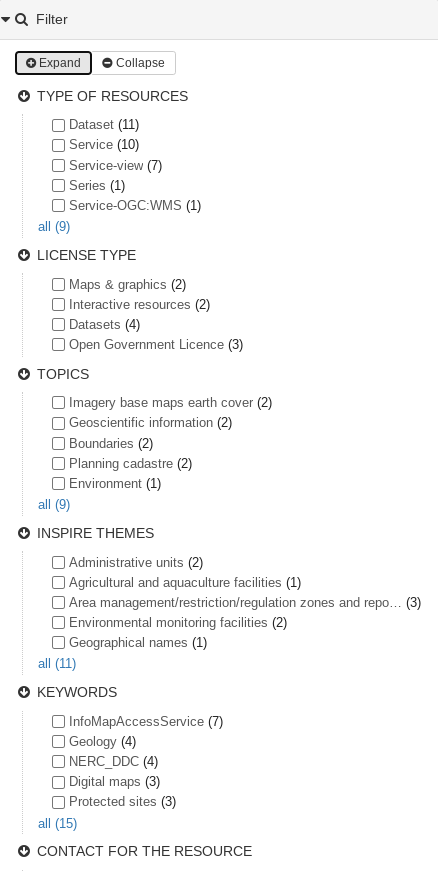 Filter
Expand Collapse
TYPE OF RESOURCES
Dataset (11)
Service (10)
Service-view (7)
Series (1)
Service-OGC:WMS (1)
all (9)
LICENSE TYPE
Maps & graphics (2)
Interactive resources (2)
Datasets (4)
Open Government Licence (3)
TOPICS
Imagery base maps earth cover (2)
Geoscientific information (2)
Boundaries (2)
Planning cadastre (2)
Environment (1)
all (9)
INSPIRE THEMES
Administrative units (2)
Agricultural and aquaculture facilities (1)
Area management/restriction/regulation zones and repo… (3)
Environmental monitoring facilities (2)
Geographical names (1)
all (11)
KEYWORDS
InfoMapAccessService (7)
Geology (4)
NERC_DDC (4)
Digital maps (3)
Protected sites (3)
all (15)
CONTACT FOR THE RESOURCE